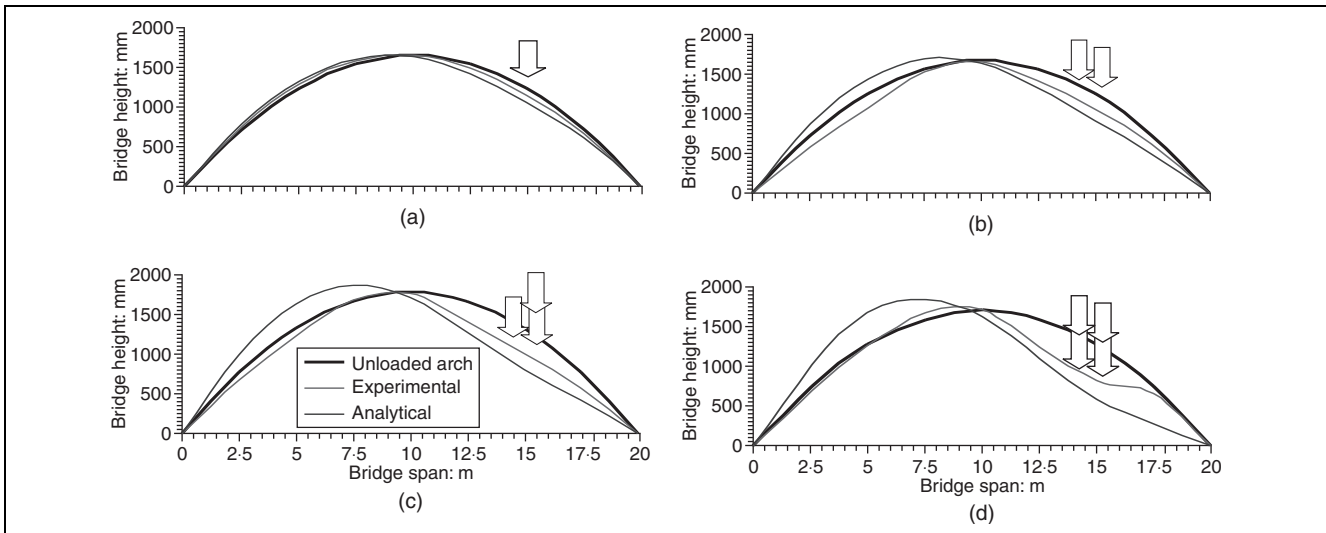 Bridge height: mm
2000
1500
1000
500
0
(a)
Bridge height: mm
2000
1500
1000
500
0
(b)
Bridge height: mm
2000
1500
1000
500
0
Unloaded arch
Experimental
Analytical
0 2·5 5 7·5 10 12·5 15 17·5 20
Bridge span: m
(c)
Bridge height: mm
2000
1500
1000
500
0
0 2·5 5 7·5 10 12·5 15 17·5 20
Bridge span: m
(d)